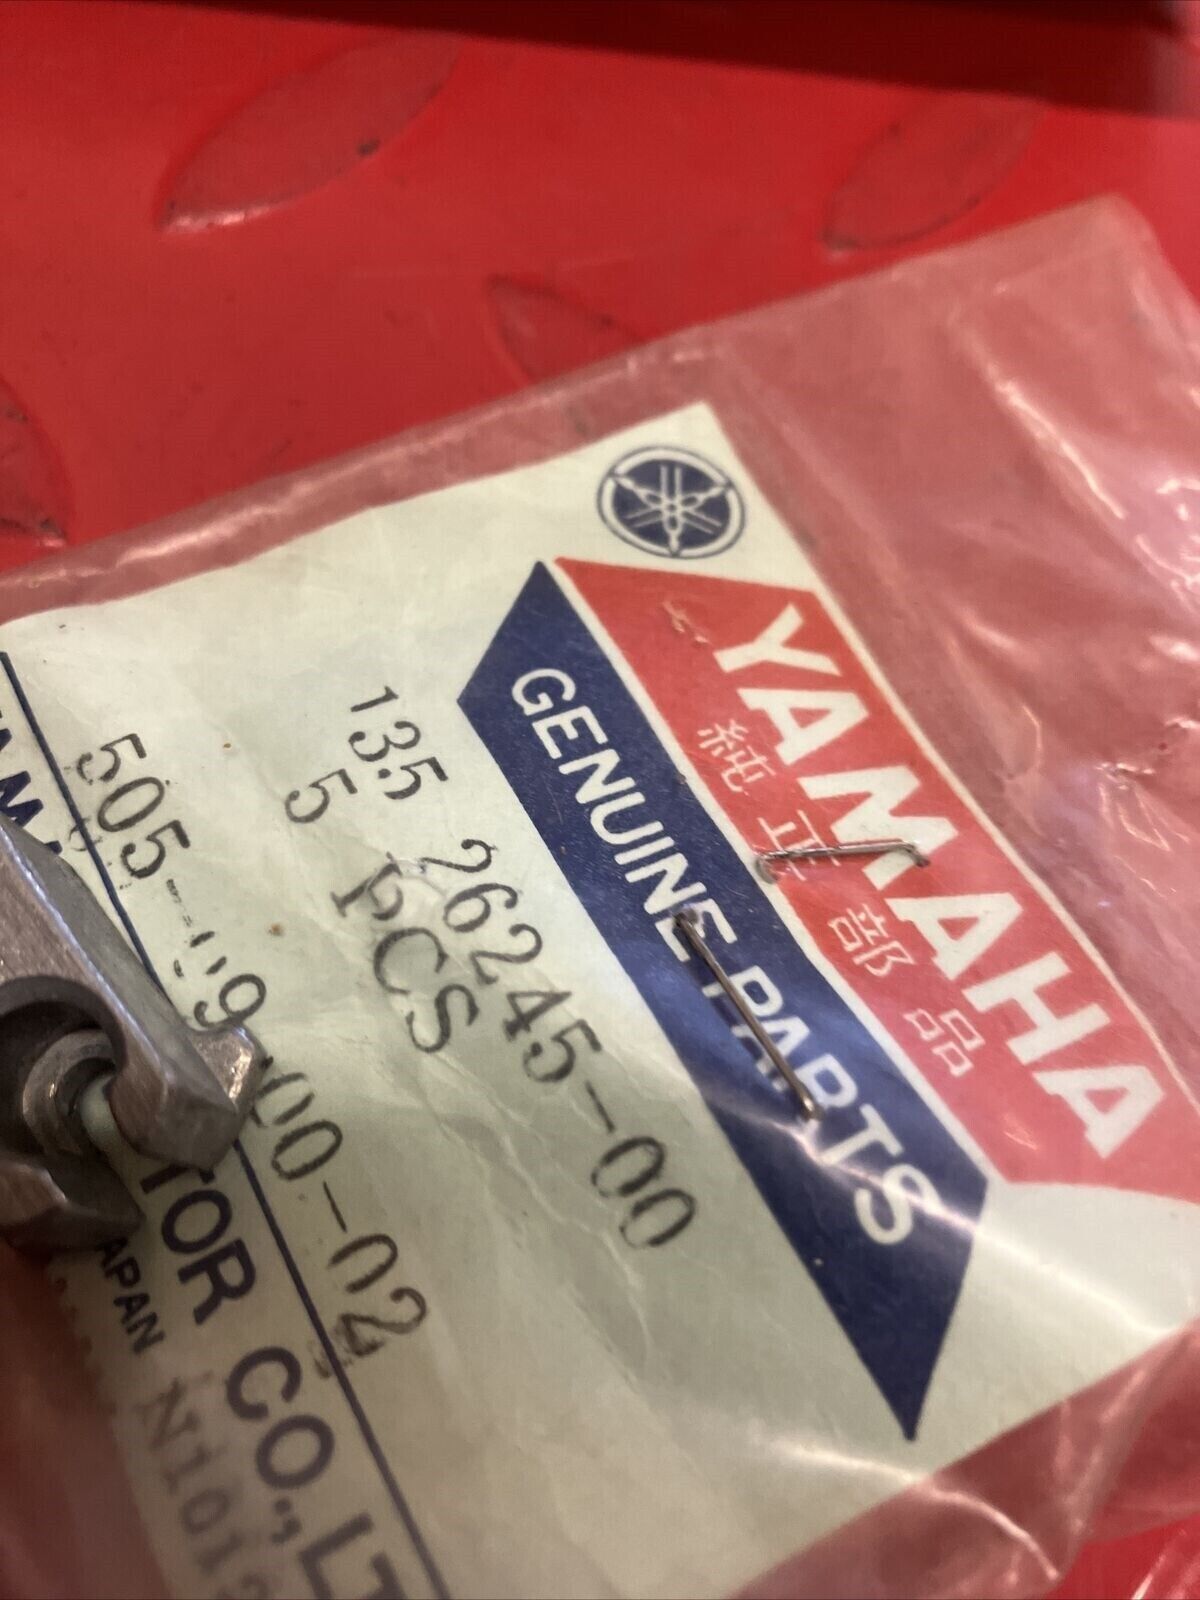 YAMAHA
純正部品
GENUINE PARTS
135 26245-00
5 PCS
TOR CO., LT
APAN